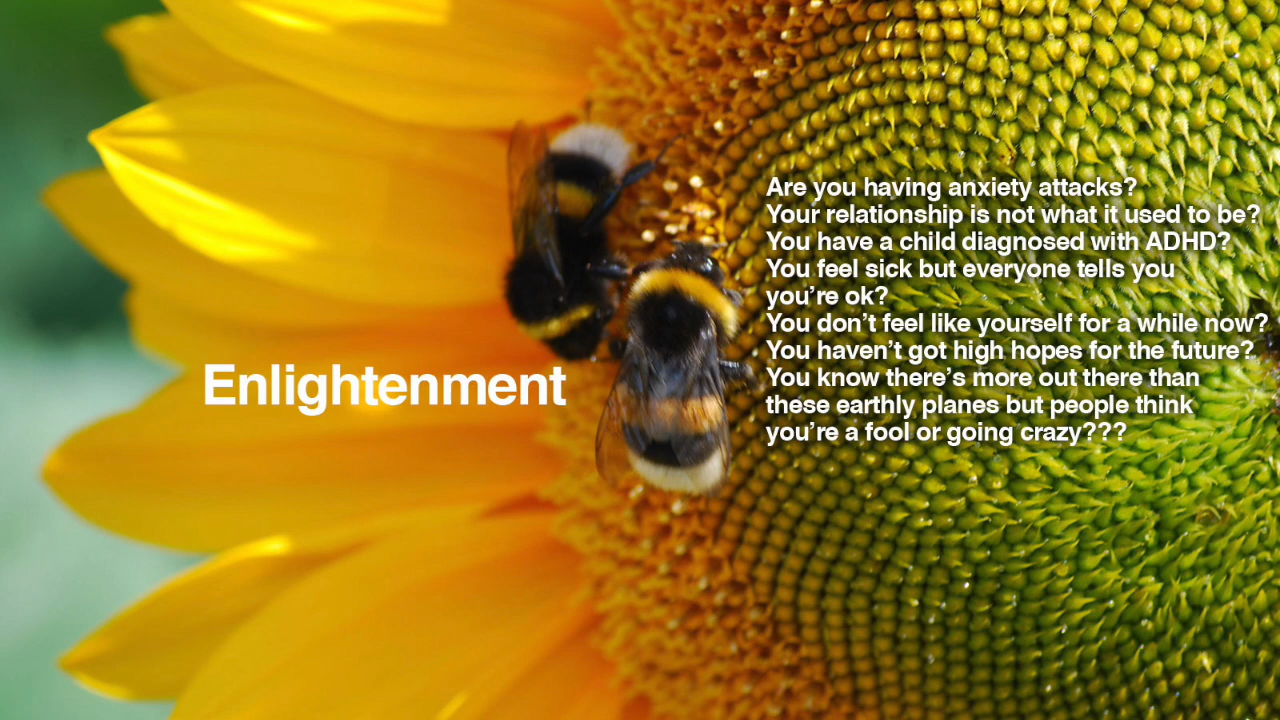 Enlightenment
Are you having anxiety attacks?
Your relationship is not what it used to be?
You have a child diagnosed with ADHD?
You feel sick but everyone tells you
you’re ok?
You don’t feel like yourself for a while now?
You haven’t got high hopes for the future?
You know there’s more out there than
these earthly planes but people think
you’re a fool or going crazy???